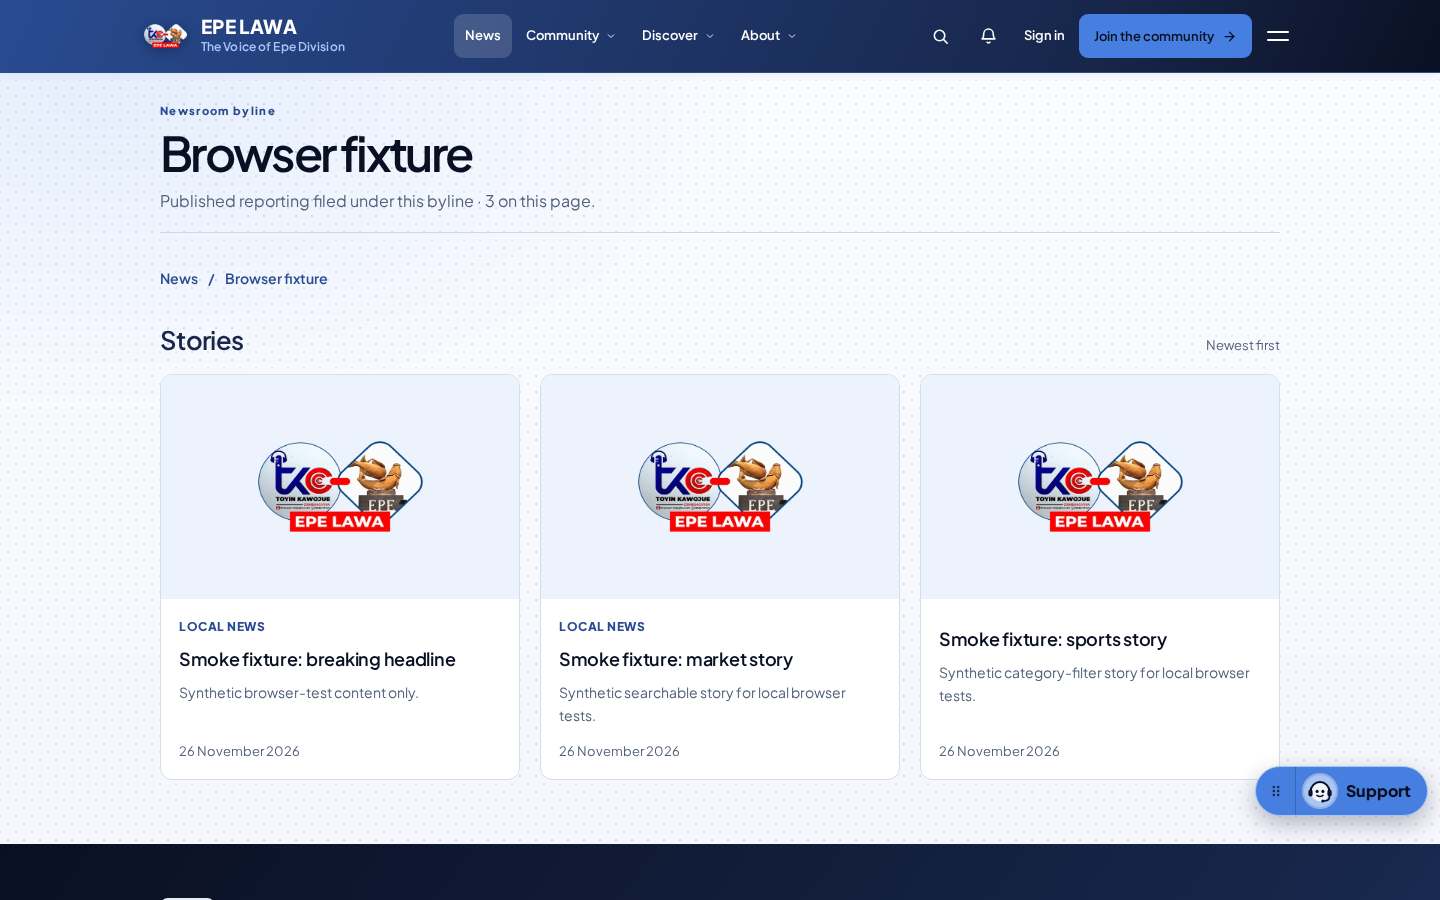 EPE LAWA
The Voice of Epe Division
News
Community
Discover
About
Sign in
Join the community
Newsroom byline
Browser fixture
Published reporting filed under this byline · 3 on this page.
News / Browser fixture
Stories
Newest first
tkc
TOYIN KAWOJUE
EPE
EPE LAWA
tkc
TOYIN KAWOJUE
EPE
EPE LAWA
tkc
TOYIN KAWOJUE
EPE
EPE LAWA
LOCAL NEWS
Smoke fixture: breaking headline
Synthetic browser-test content only.
26 November 2026
LOCAL NEWS
Smoke fixture: market story
Synthetic searchable story for local browser
tests.
26 November 2026
Smoke fixture: sports story
Synthetic category-filter story for local browser
tests.
26 November 2026
Support